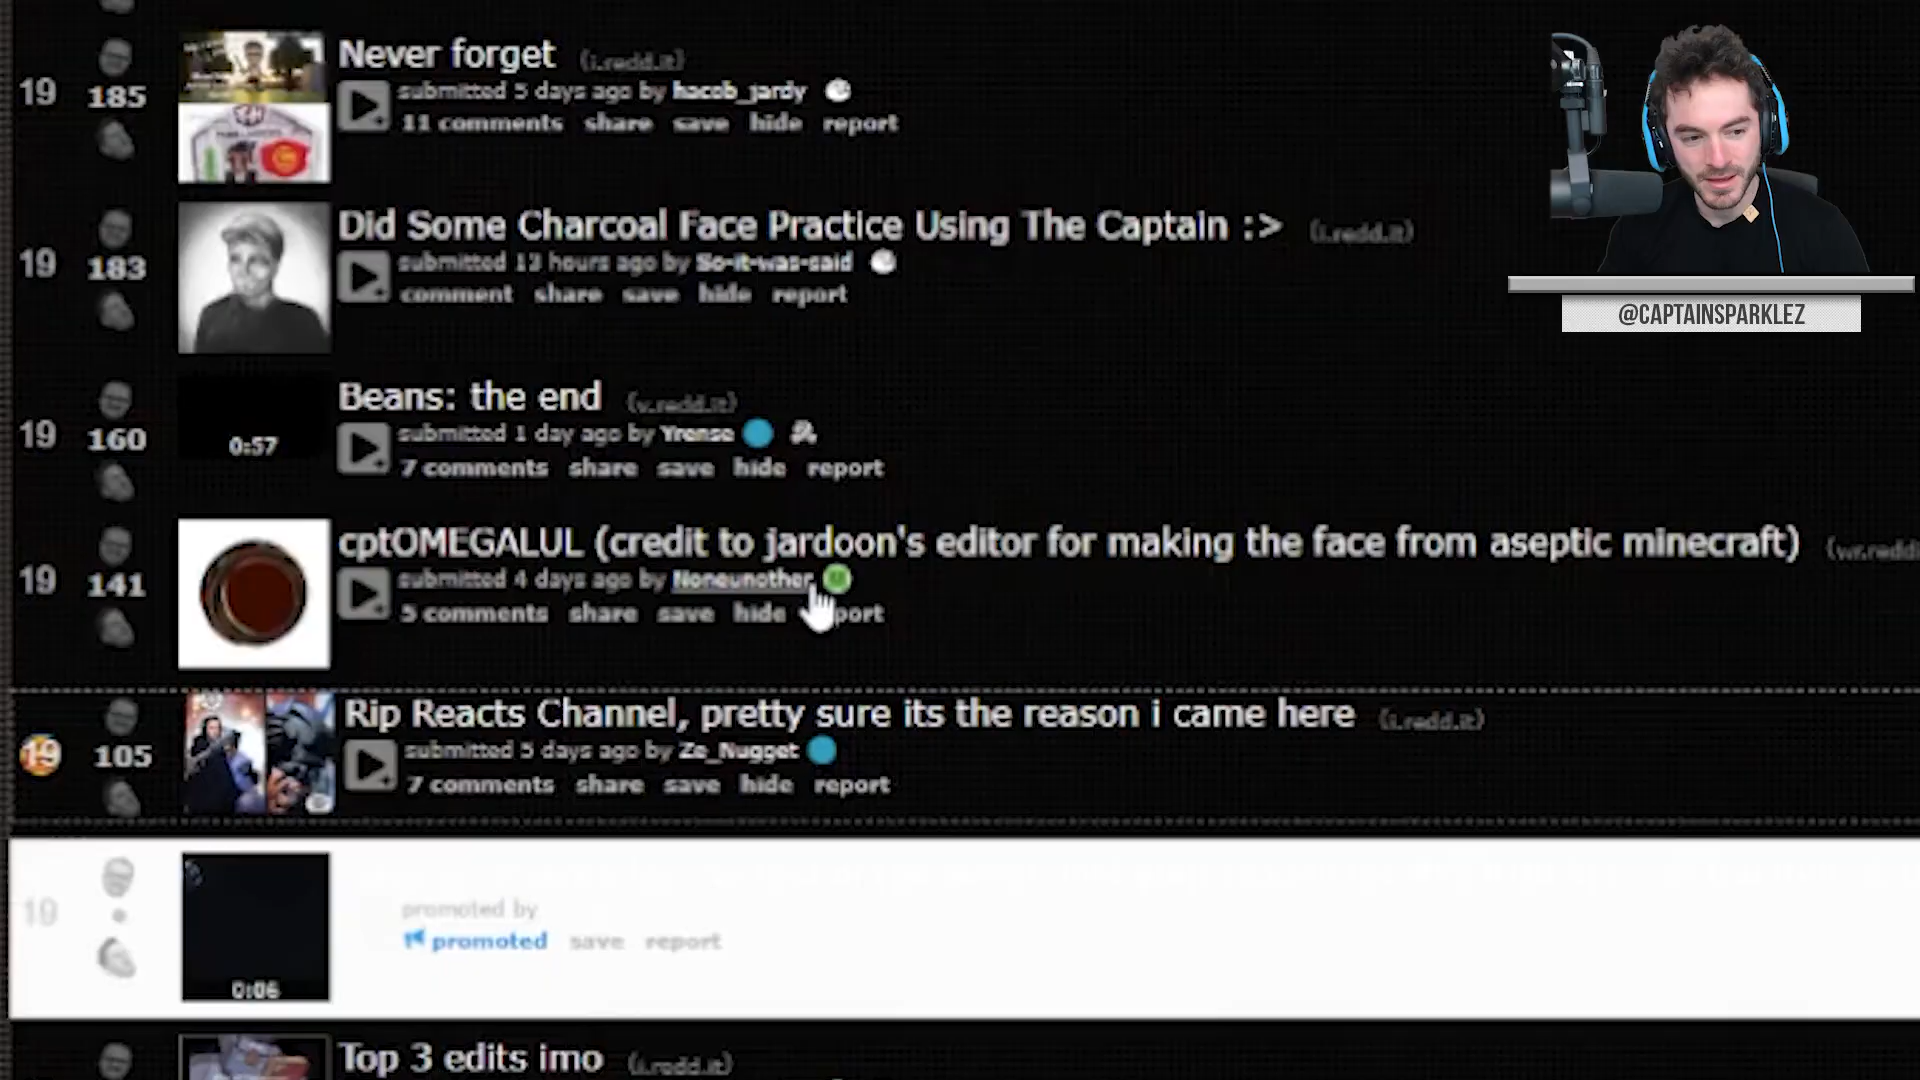 Never forget (i.redd.it)
19
185
submitted 5 days ago by hacob_jardy
11 comments share save hide report
Did Some Charcoal Face Practice Using The Captain :> (i.redd.it)
19
183
submitted 13 hours ago by So-it-was-said
comment share save hide report
@CAPTAINSPARKLEZ
Beans: the end (v.redd.it)
19
160
0:57
submitted 1 day ago by Yrense
7 comments share save hide report
cptOMEGALUL (credit to jardoon's editor for making the face from aseptic minecraft)
19
141
submitted 4 days ago by Noneunother
5 comments share save hide port
Rip Reacts Channel, pretty sure its the reason i came here (i.redd.it)
19
105
submitted 5 days ago by Ze_Nugget
7 comments share save hide report
19
promoted by
promoted save report
0:06
Top 3 edits imo (i.redd.it)